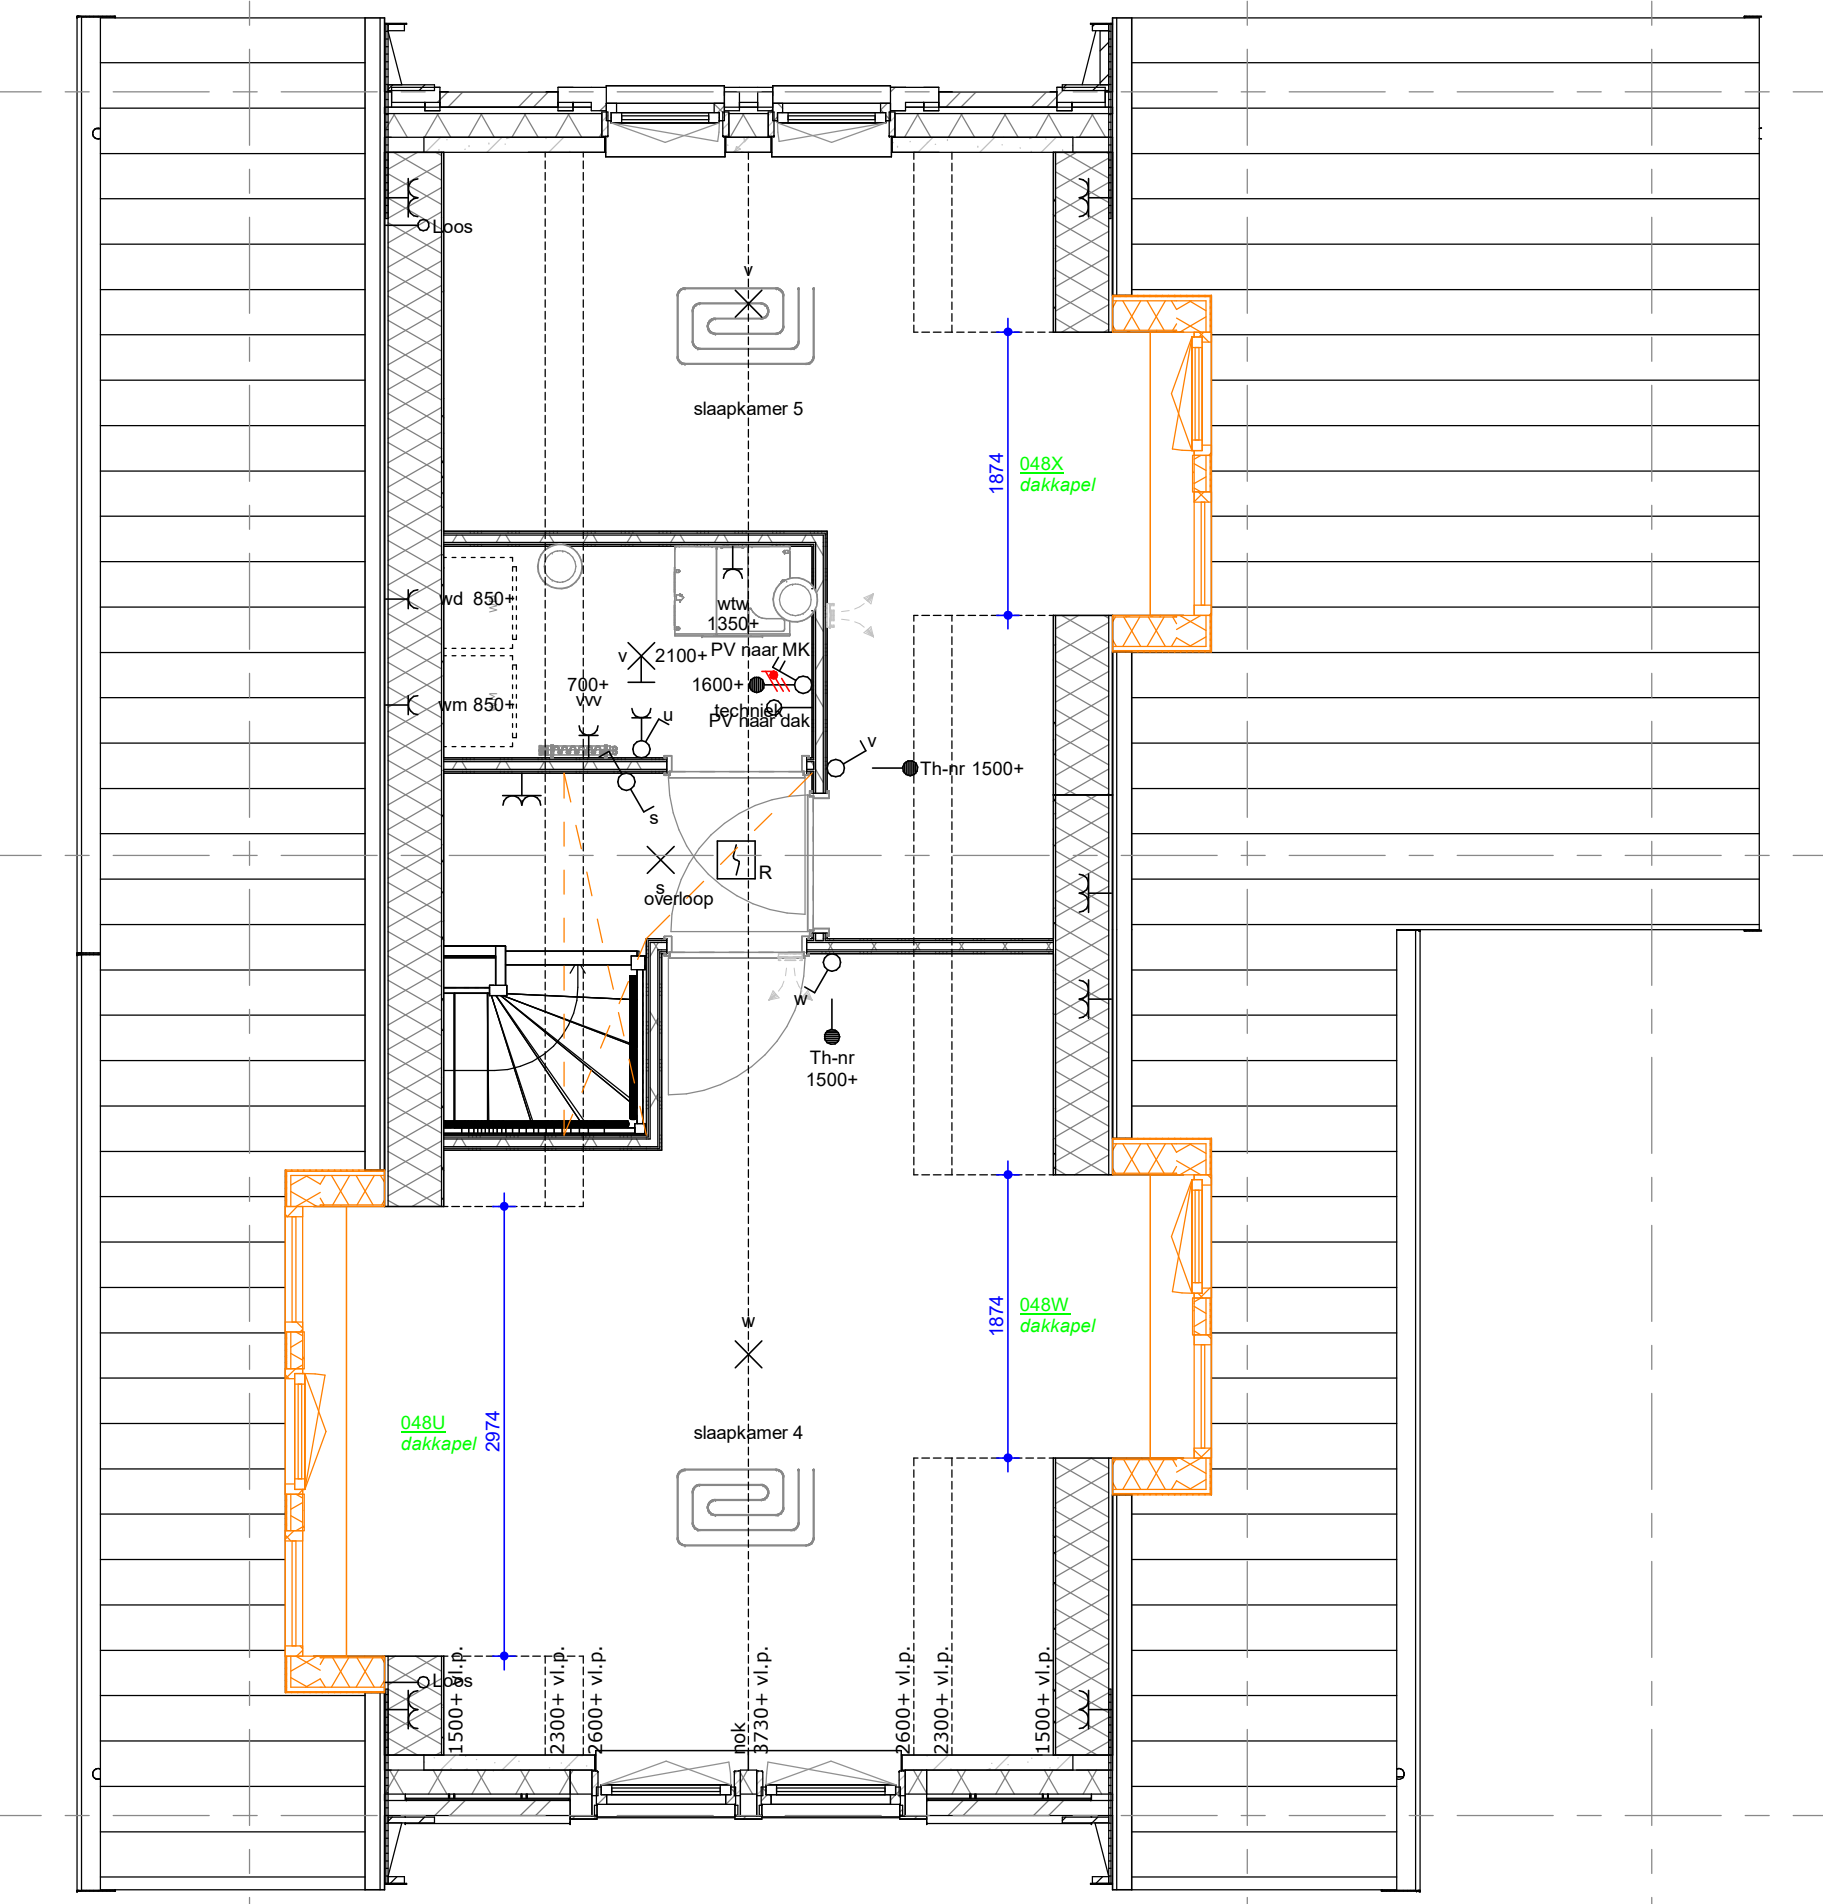 Loos
v
slaapkamer 5
1874
048X
dakkapel
wd 850+
wtw
1350+
PV naar MK
v
2100+
700+
vvv
1600+
wm 850+
techniek
PV naar dak
u
v
Th-nr 1500+
s
R
s
overloop
w
Th-nr
1500+
w
1874
048W
dakkapel
048U
dakkapel
2974
slaapkamer 4
Loos
1500+ vl.p.
2300+ vl.p.
2600+ vl.p.
nok
3730+ vl.p.
2600+ vl.p.
2300+ vl.p.
1500+ vl.p.